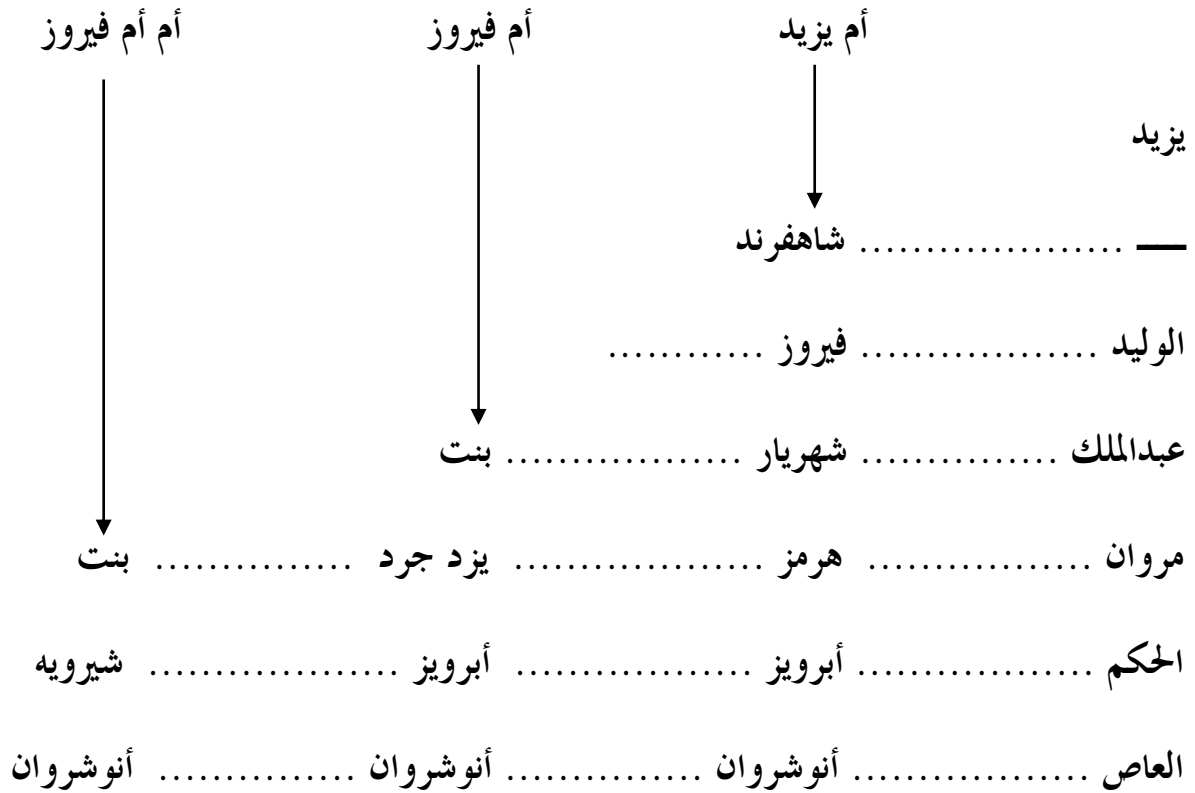 أم يزيد أم فيروز أم أم فيروز
يزيد
ــــ .................... شاهفرند
الوليد .................. فيروز ............
عبدالملك ............... شهريار .................. بنت
مروان ................. هرمز ................... يزد جرد ............... بنت
الحكم .................. أبرويز .................. أبرويز ................... شيرويه
العاص .................. أنوشروان ............... أنوشروان ............... أنوشروان